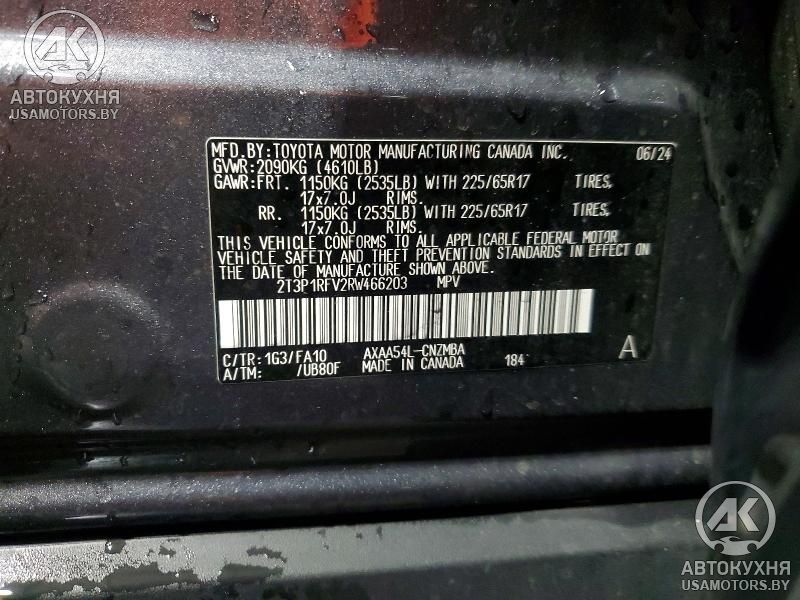 АК
АВТОКУХНЯ
USAMOTORS.BY
MFD.BY:TOYOTA MOTOR MANUFACTURING CANADA INC. 06/24
GVWR:2090KG (4610LB)
GAWR:FRT. 1150KG (2535LB) WITH 225/65R17 TIRES,
17x7.0J RIMS.
RR. 1150KG (2535LB) WITH 225/65R17 TIRES,
17x7.0J RIMS.
THIS VEHICLE CONFORMS TO ALL APPLICABLE FEDERAL MOTOR
VEHICLE SAFETY AND THEFT PREVENTION STANDARDS IN EFFECT ON
THE DATE OF MANUFACTURE SHOWN ABOVE.
2T3P1RFV2RW466203 MPV
C/TR:1G3/FA10 AXAA54L-CNZMBA A
A/TM: /UB80F MADE IN CANADA 184
АК
АВТОКУХНЯ
USAMOTORS.BY